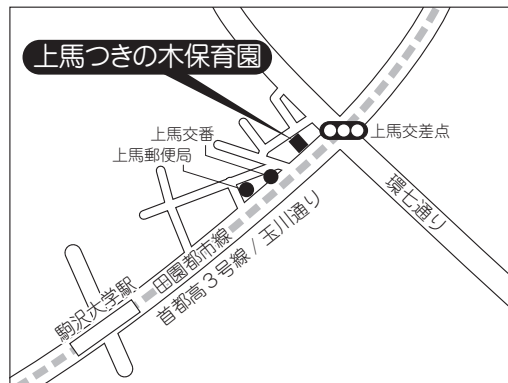 上馬つきの木保育園
上馬交番
上馬交差点
上馬郵便局
環七通り
田園都市線
首都高3号線 / 玉川通り
駒沢大学駅